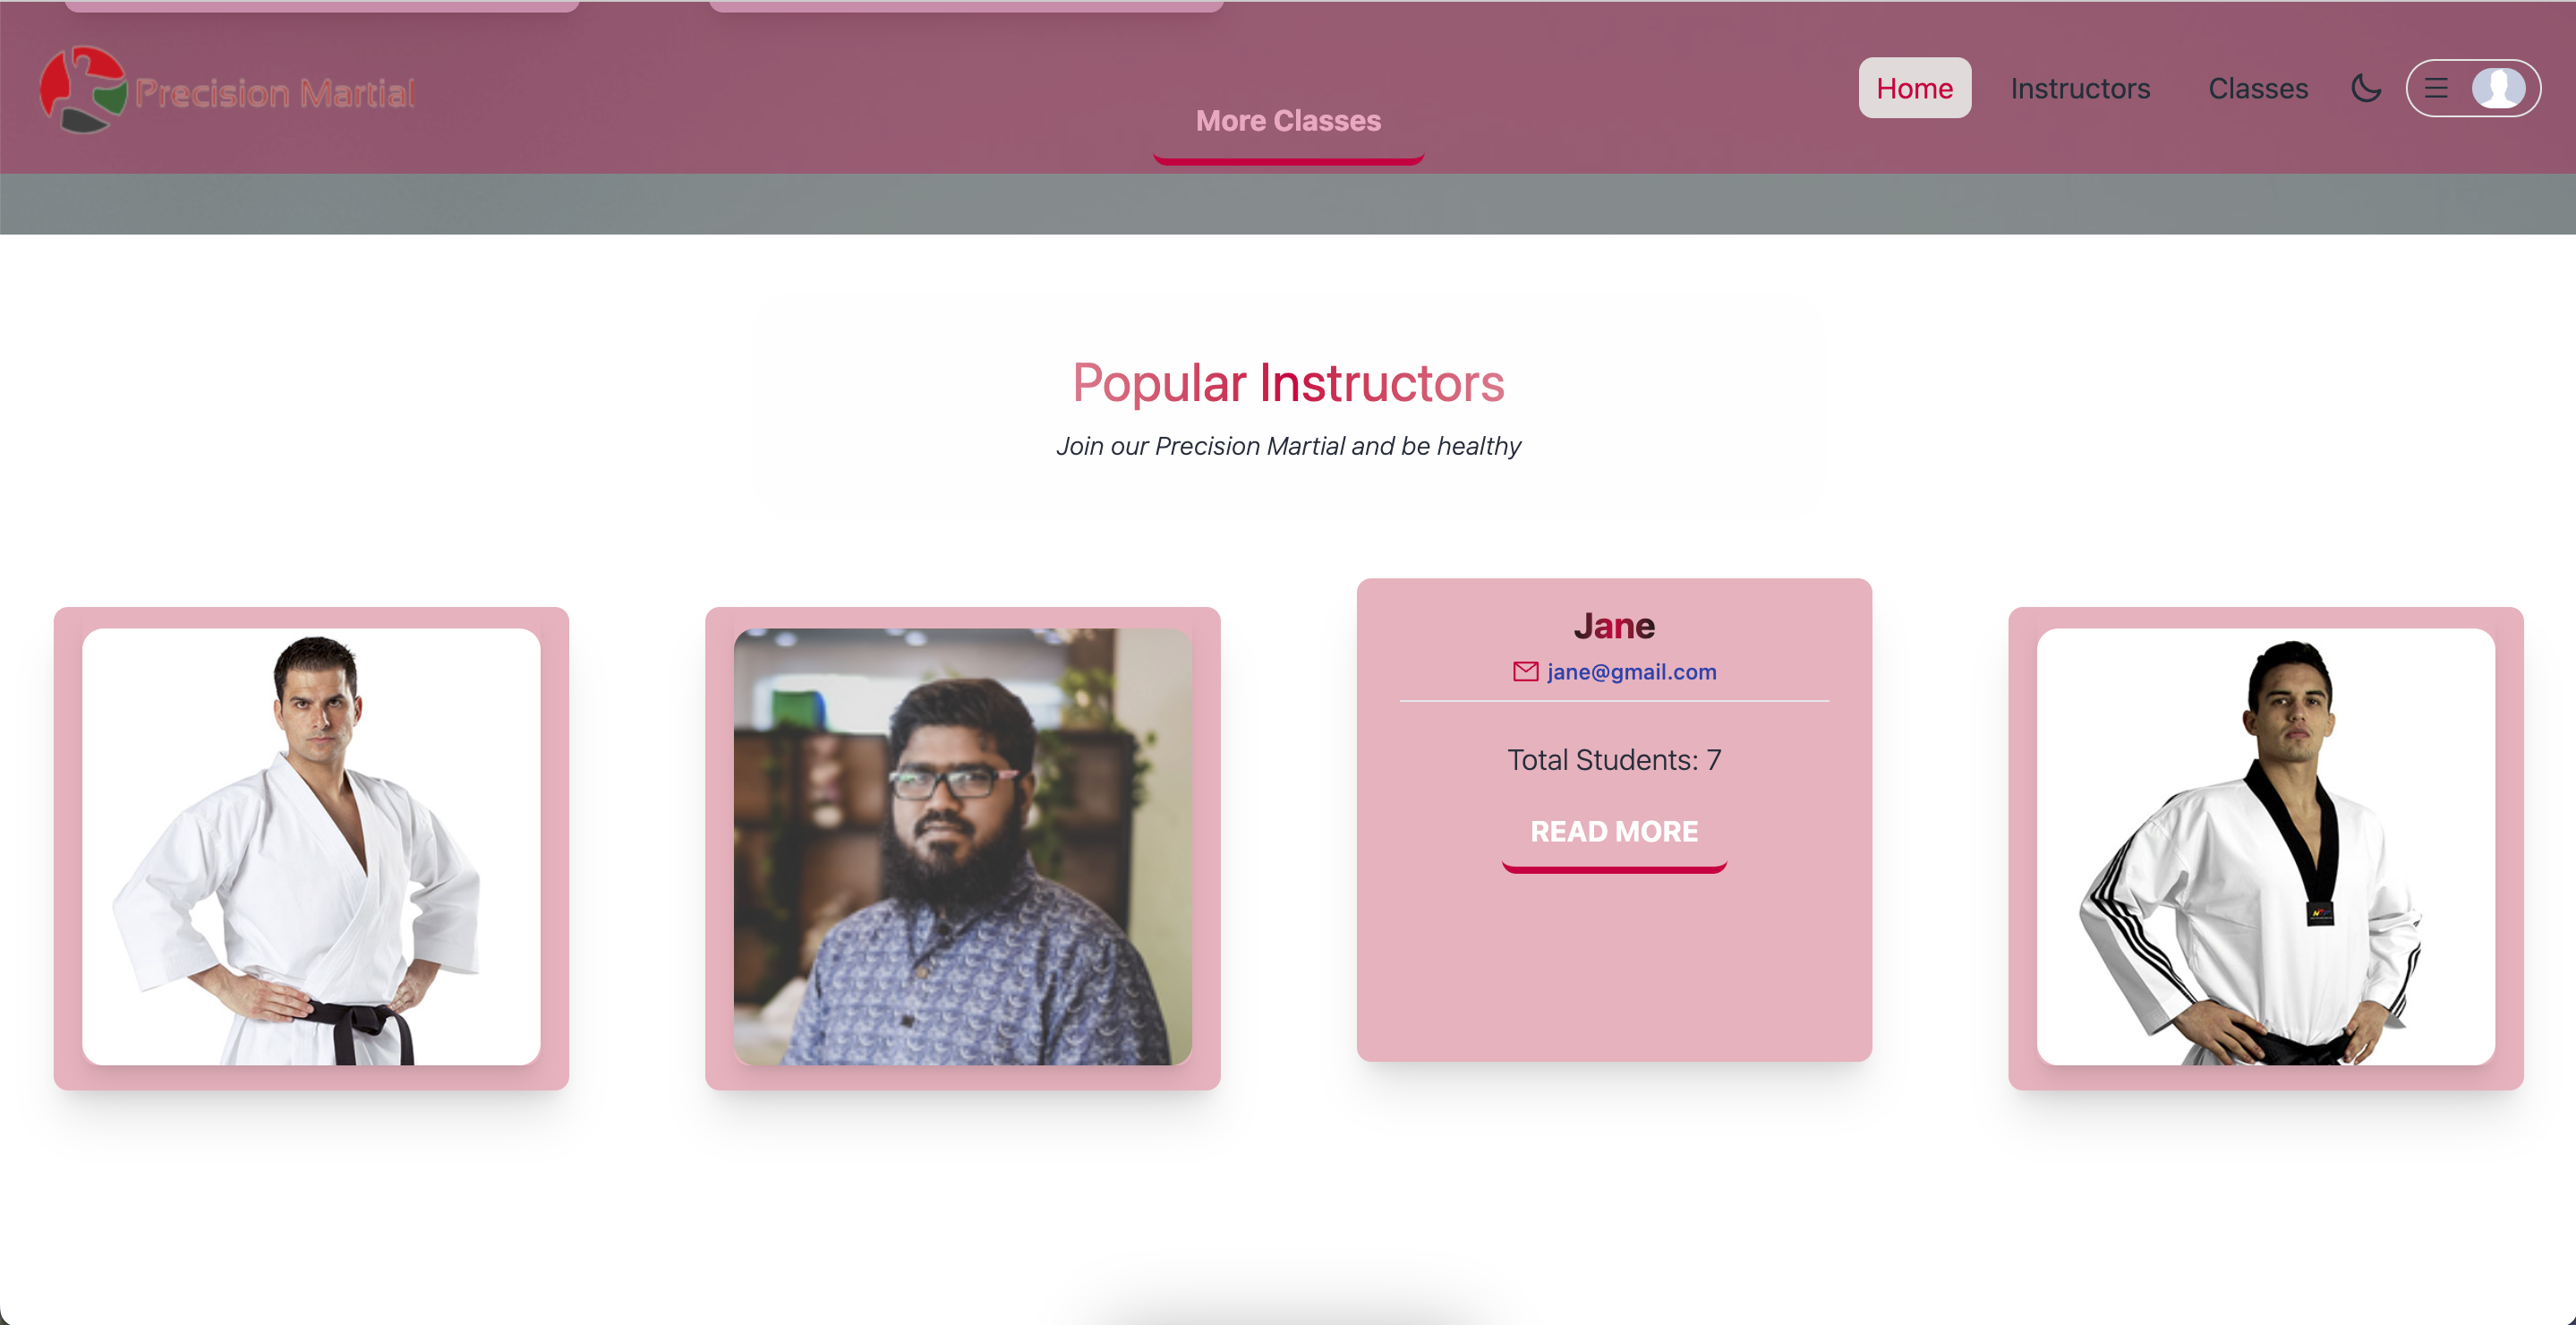 Precision Martial
More Classes
Home
Instructors
Classes
Popular Instructors
Join our Precision Martial and be healthy
Jane
jane@gmail.com
Total Students: 7
READ MORE